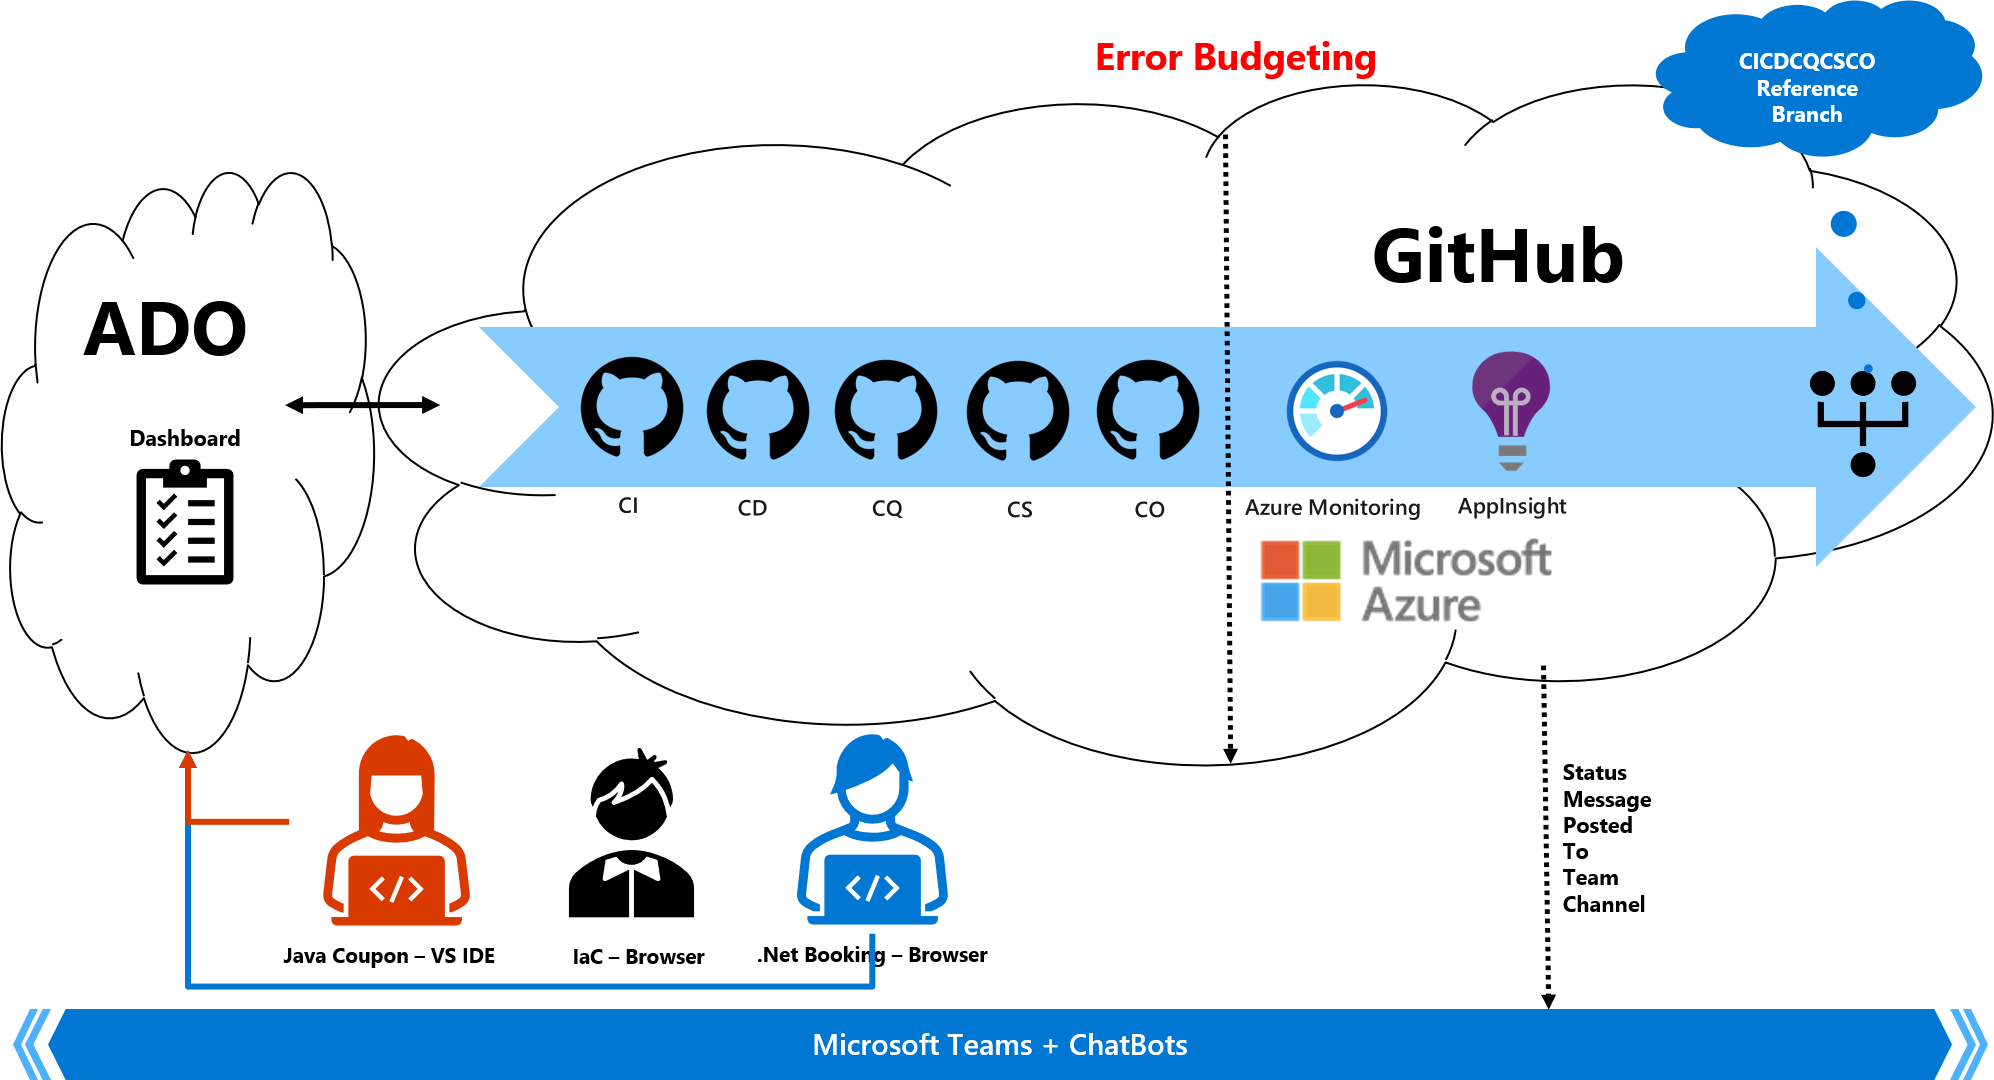 Error Budgeting
CICDCQCSCO
Reference
Branch
GitHub
ADO
Dashboard
CI
CD
CQ
CS
CO
Azure Monitoring
AppInsight
Microsoft
Azure
Status
Message
Posted
To
Team
Channel
</>
</>
Java Coupon – VS IDE
IaC – Browser
.Net Booking – Browser
Microsoft Teams + ChatBots